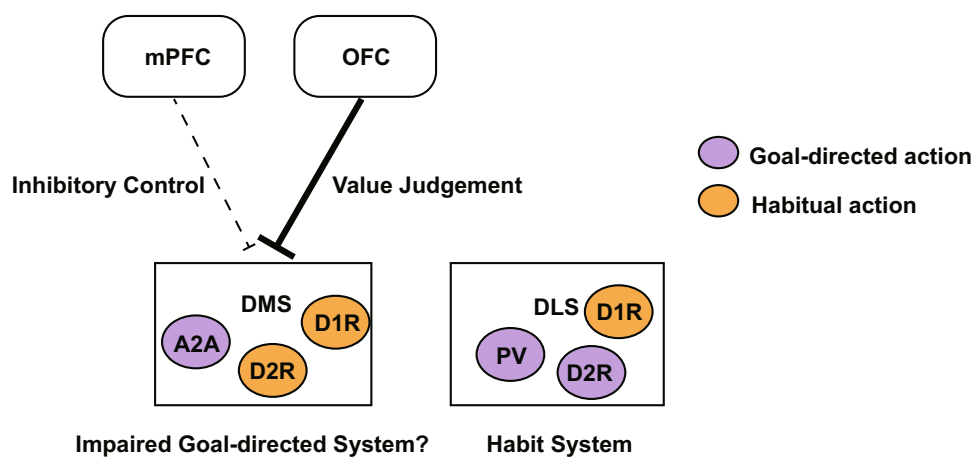 mPFC
OFC
Inhibitory Control
Value Judgement
Goal-directed action
Habitual action
DMS
A2A
D2R
D1R
DLS
PV
D2R
D1R
Impaired Goal-directed System?
Habit System